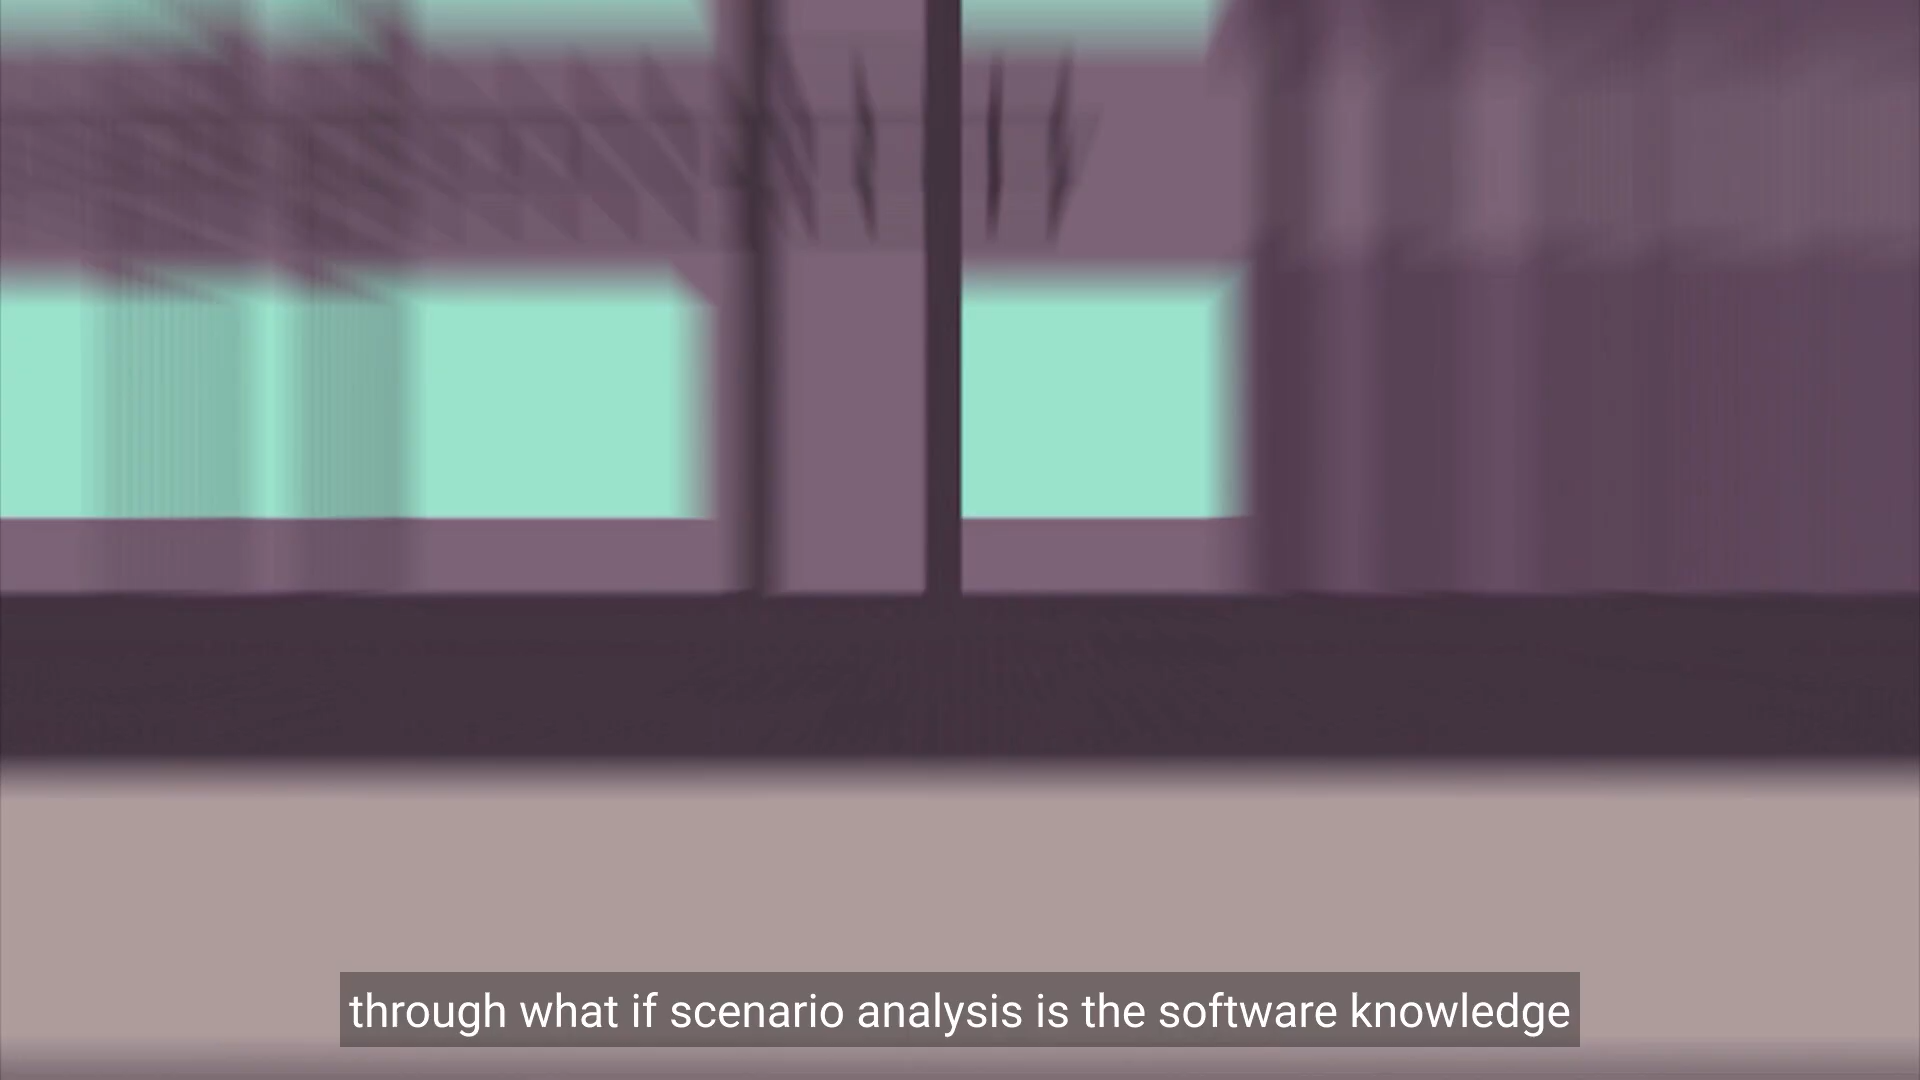 through what if scenario analysis is the software knowledge